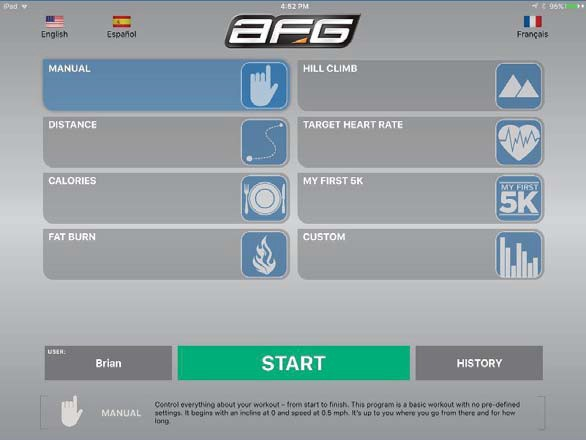 iPad 4:52 PM 96%
English Español AFG Français
MANUAL HILL CLIMB
DISTANCE TARGET HEART RATE
CALORIES MY FIRST 5K
MY FIRST
5K
FAT BURN CUSTOM
USER:
Brian START HISTORY
MANUAL
Control everything about your workout – from start to finish. This program is a basic workout with no pre-defined
settings. It begins with an incline at 0 and speed at 0.5 mph. It's up to you where you go from there and for how
long.